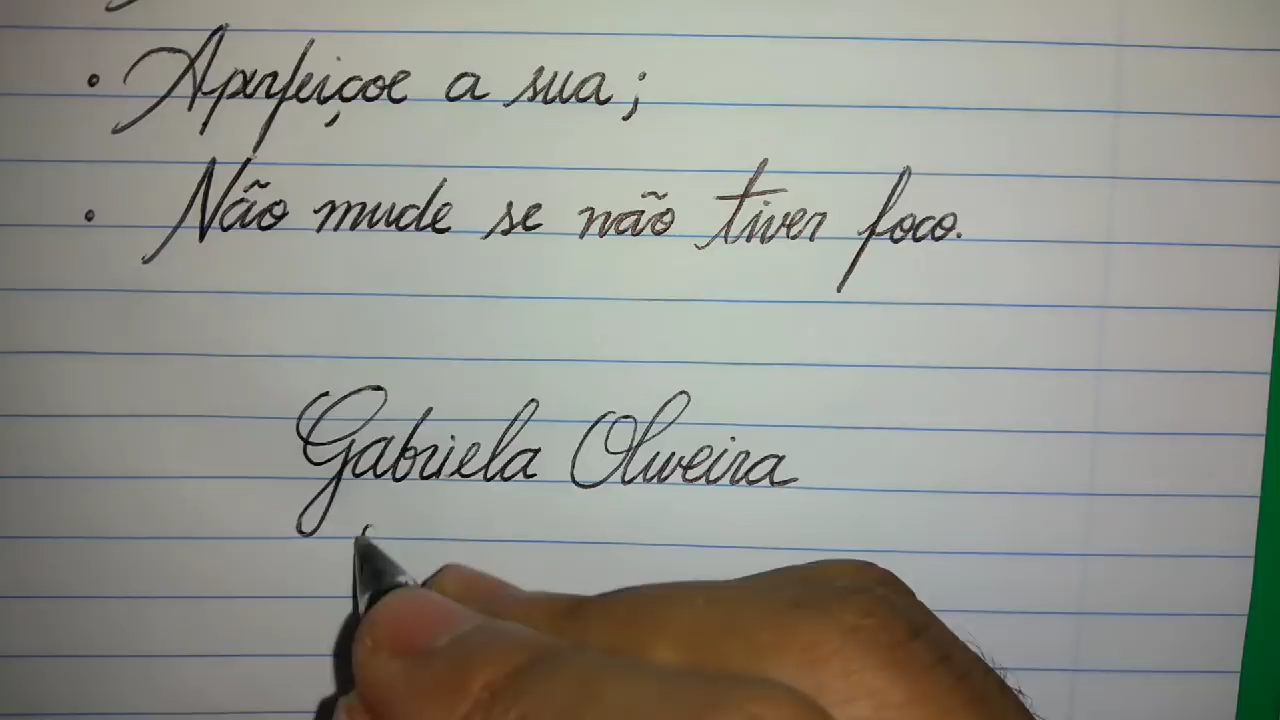 • Aperfeiçoe a sua;
• Não mude se não tiver foco.
Gabriela Oliveira